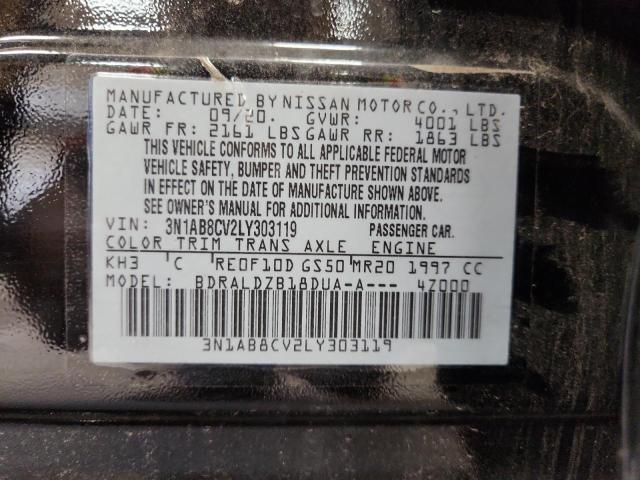 MANUFACTURED BY NISSAN MOTOR CO., LTD.
DATE: 09/20. GVWR: 4001 LBS
GAWR FR: 2161 LBS GAWR RR: 1863 LBS
THIS VEHICLE CONFORMS TO ALL APPLICABLE FEDERAL MOTOR
VEHICLE SAFETY, BUMPER AND THEFT PREVENTION STANDARDS
IN EFFECT ON THE DATE OF MANUFACTURE SHOWN ABOVE.
SEE OWNER'S MANUAL FOR ADDITIONAL INFORMATION.
VIN: 3N1AB8CV2LY303119 PASSENGER CAR.
COLOR TRIM TRANS AXLE ENGINE
KH3 C RE0F10D GS50 MR20 1997 CC
MODEL: BDRALDZB18DUA-A--- 4Z000
3N1AB8CV2LY303119